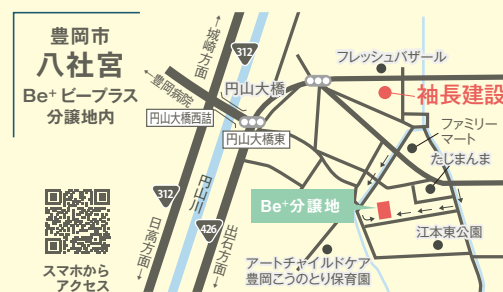 豊岡市
八社宮
Be+ビープラス
分譲地内
スマホから
アクセス
←城崎方面
312
←豊岡病院
円山大橋
円山大橋西詰
円山大橋東
フレッシュバザール
袖長建設
ファミリー
マート
たじまんま
312
円山川
426
日高方面→
出石方面→
Be+分譲地
江本東公園
アートチャイルドケア
豊岡こうのとり保育園